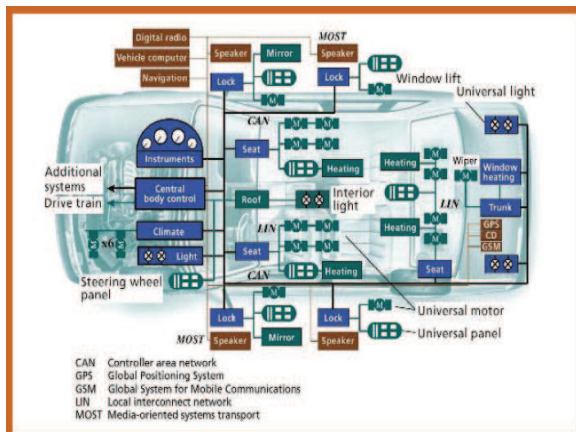 Digital radio
Vehicle computer
Navigation
MOST
Speaker
Mirror
Speaker
Lock
Lock
M
M
Window lift
Universal light
CAN
Instruments
Seat
M
M
M
M
Heating
Heating
M
M
Wiper
M
Window
heating
Additional
systems
Drive train
Central
body control
Roof
Interior
light
LIN
Trunk
Climate
M
x6
M
Light
LIN
Seat
M
M
M
M
Heating
Heating
M
M
GPS
CD
GSM
Steering wheel
panel
CAN
Seat
M
M
Universal motor
Lock
Lock
Universal panel
MOST
Speaker
Mirror
Speaker
CAN Controller area network
GPS Global Positioning System
GSM Global System for Mobile Communications
LIN Local interconnect network
MOST Media-oriented systems transport